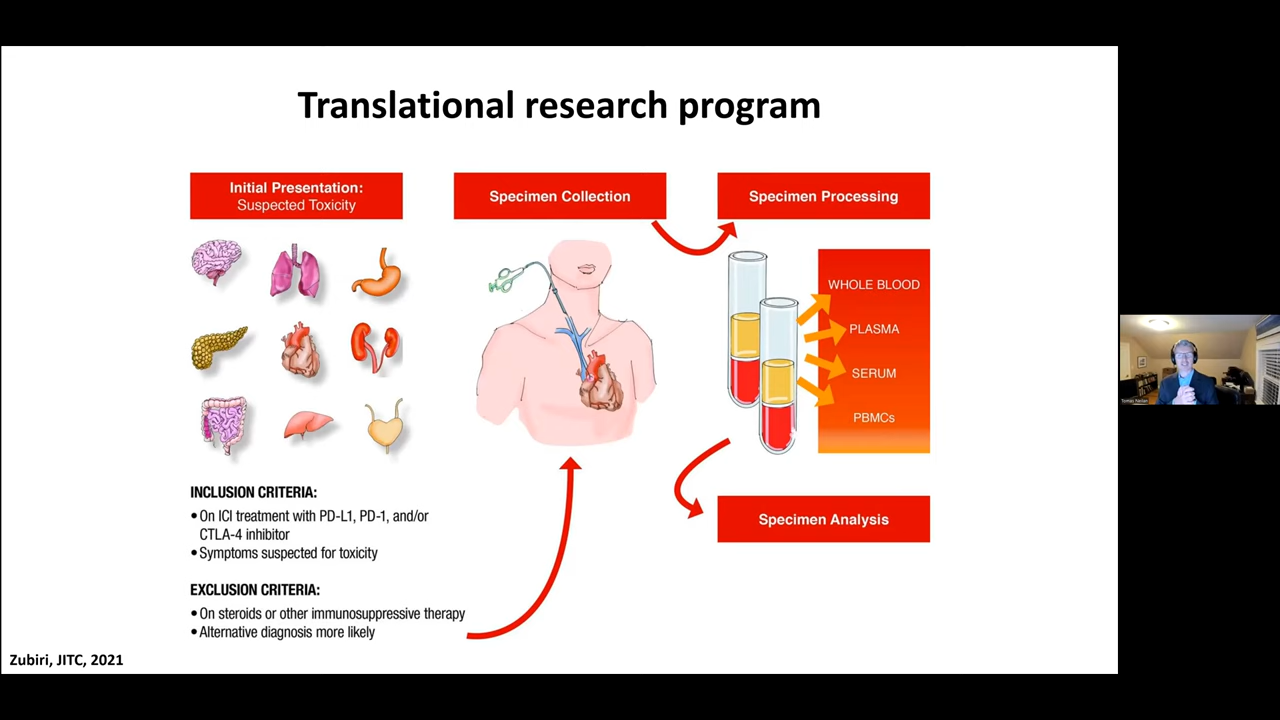 Translational research program
Initial Presentation:
Suspected Toxicity
Specimen Collection
Specimen Processing
WHOLE BLOOD
PLASMA
SERUM
PBMCs
INCLUSION CRITERIA:
• On ICI treatment with PD-L1, PD-1, and/or
CTLA-4 inhibitor
• Symptoms suspected for toxicity
EXCLUSION CRITERIA:
• On steroids or other immunosuppressive therapy
• Alternative diagnosis more likely
Specimen Analysis
Zubiri, JITC, 2021